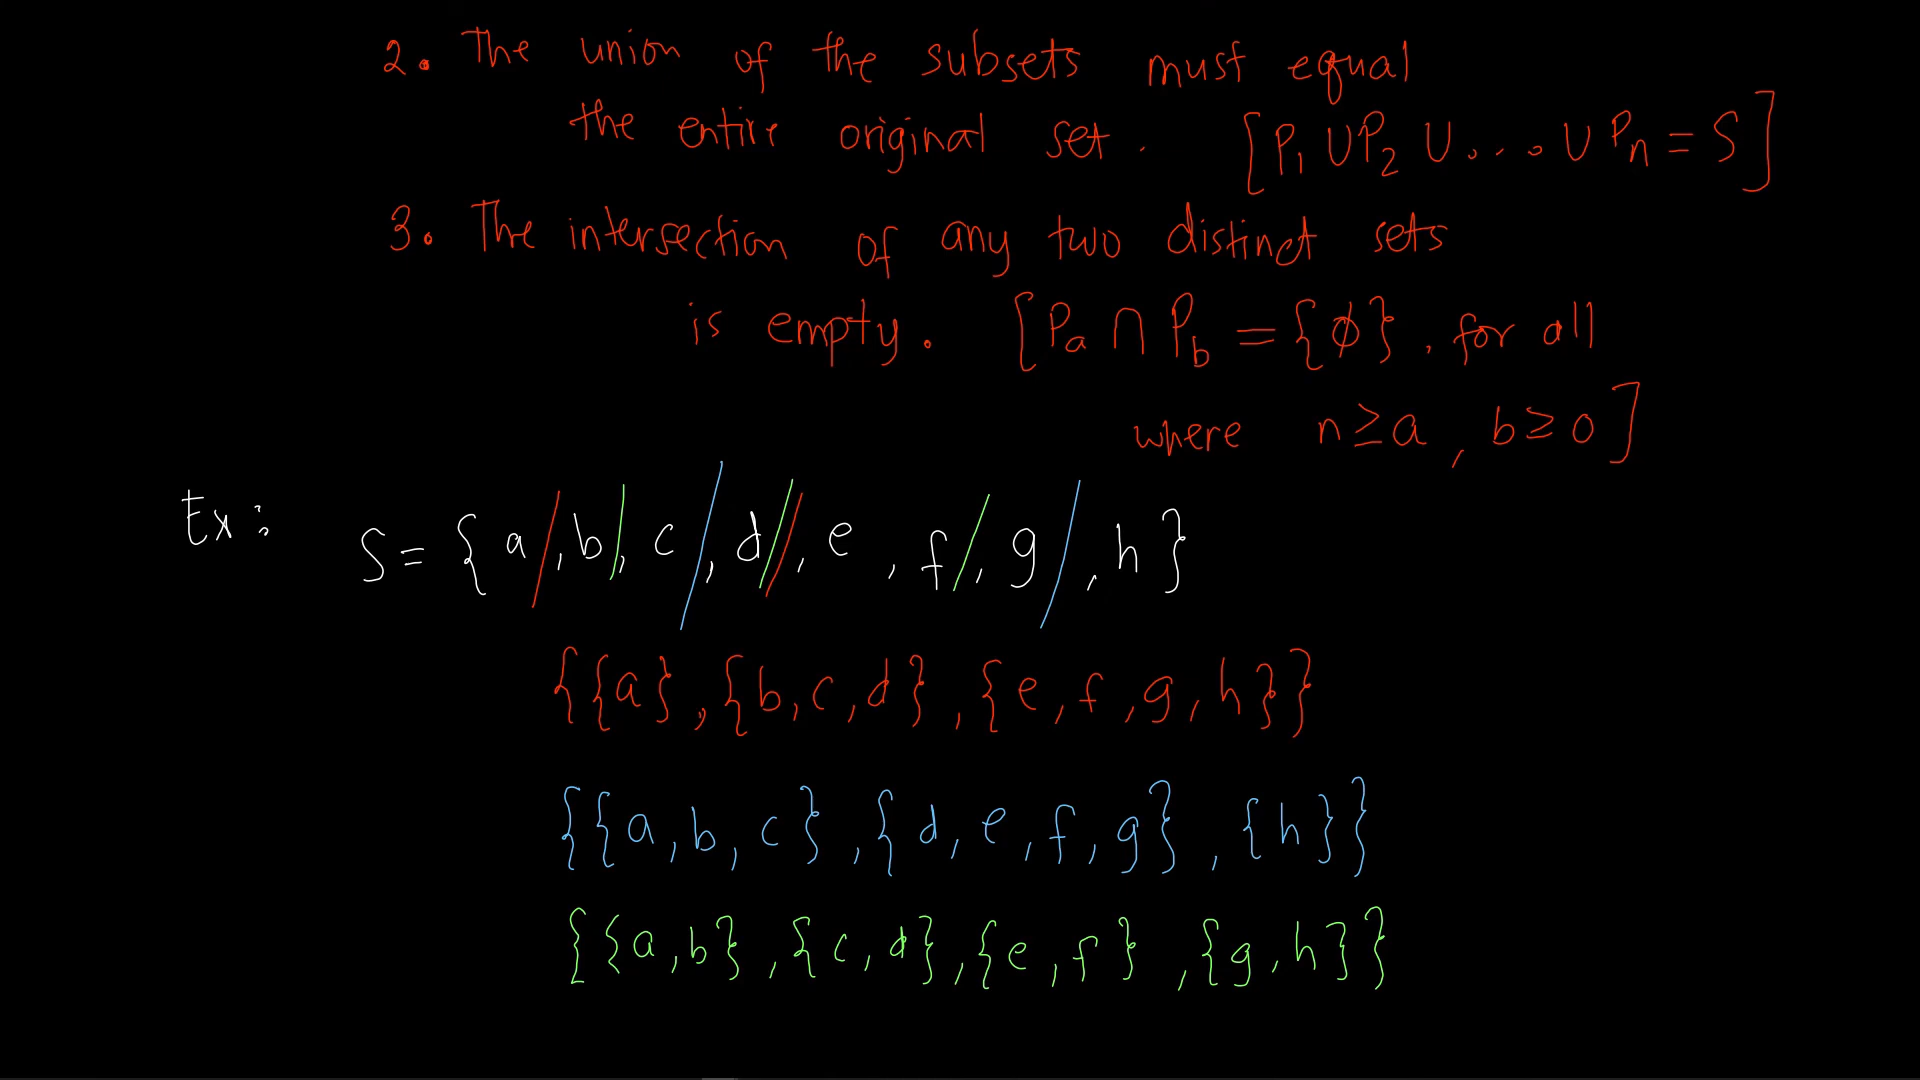 2. The union of the subsets must equal
the entire original set. [P₁ ∪ P₂ ∪ .... ∪ Pₙ = S]
3. The intersection of any two distinct sets
is empty. [Pₐ ∩ P_b = {ϕ}, for all
where n ≥ a, b ≥ 0]
Ex: S = {a/,b/,c/,d//,e,f/,g/,h}
{{a},{b,c,d},{e,f,g,h}}
{{a,b,c},{d,e,f,g},{h}}
{{a,b},{c,d},{e,f},{g,h}}